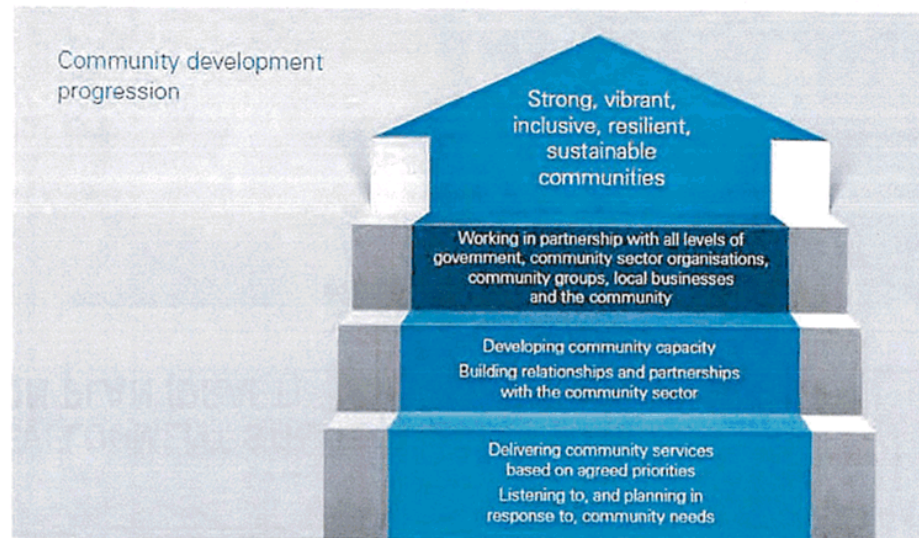 Community development
progression
Strong, vibrant,
inclusive, resilient,
sustainable
communities
Working in partnership with all levels of
government, community sector organisations,
community groups, local businesses
and the community
Developing community capacity
Building relationships and partnerships
with the community sector
Delivering community services
based on agreed priorities
Listening to, and planning in
response to, community needs